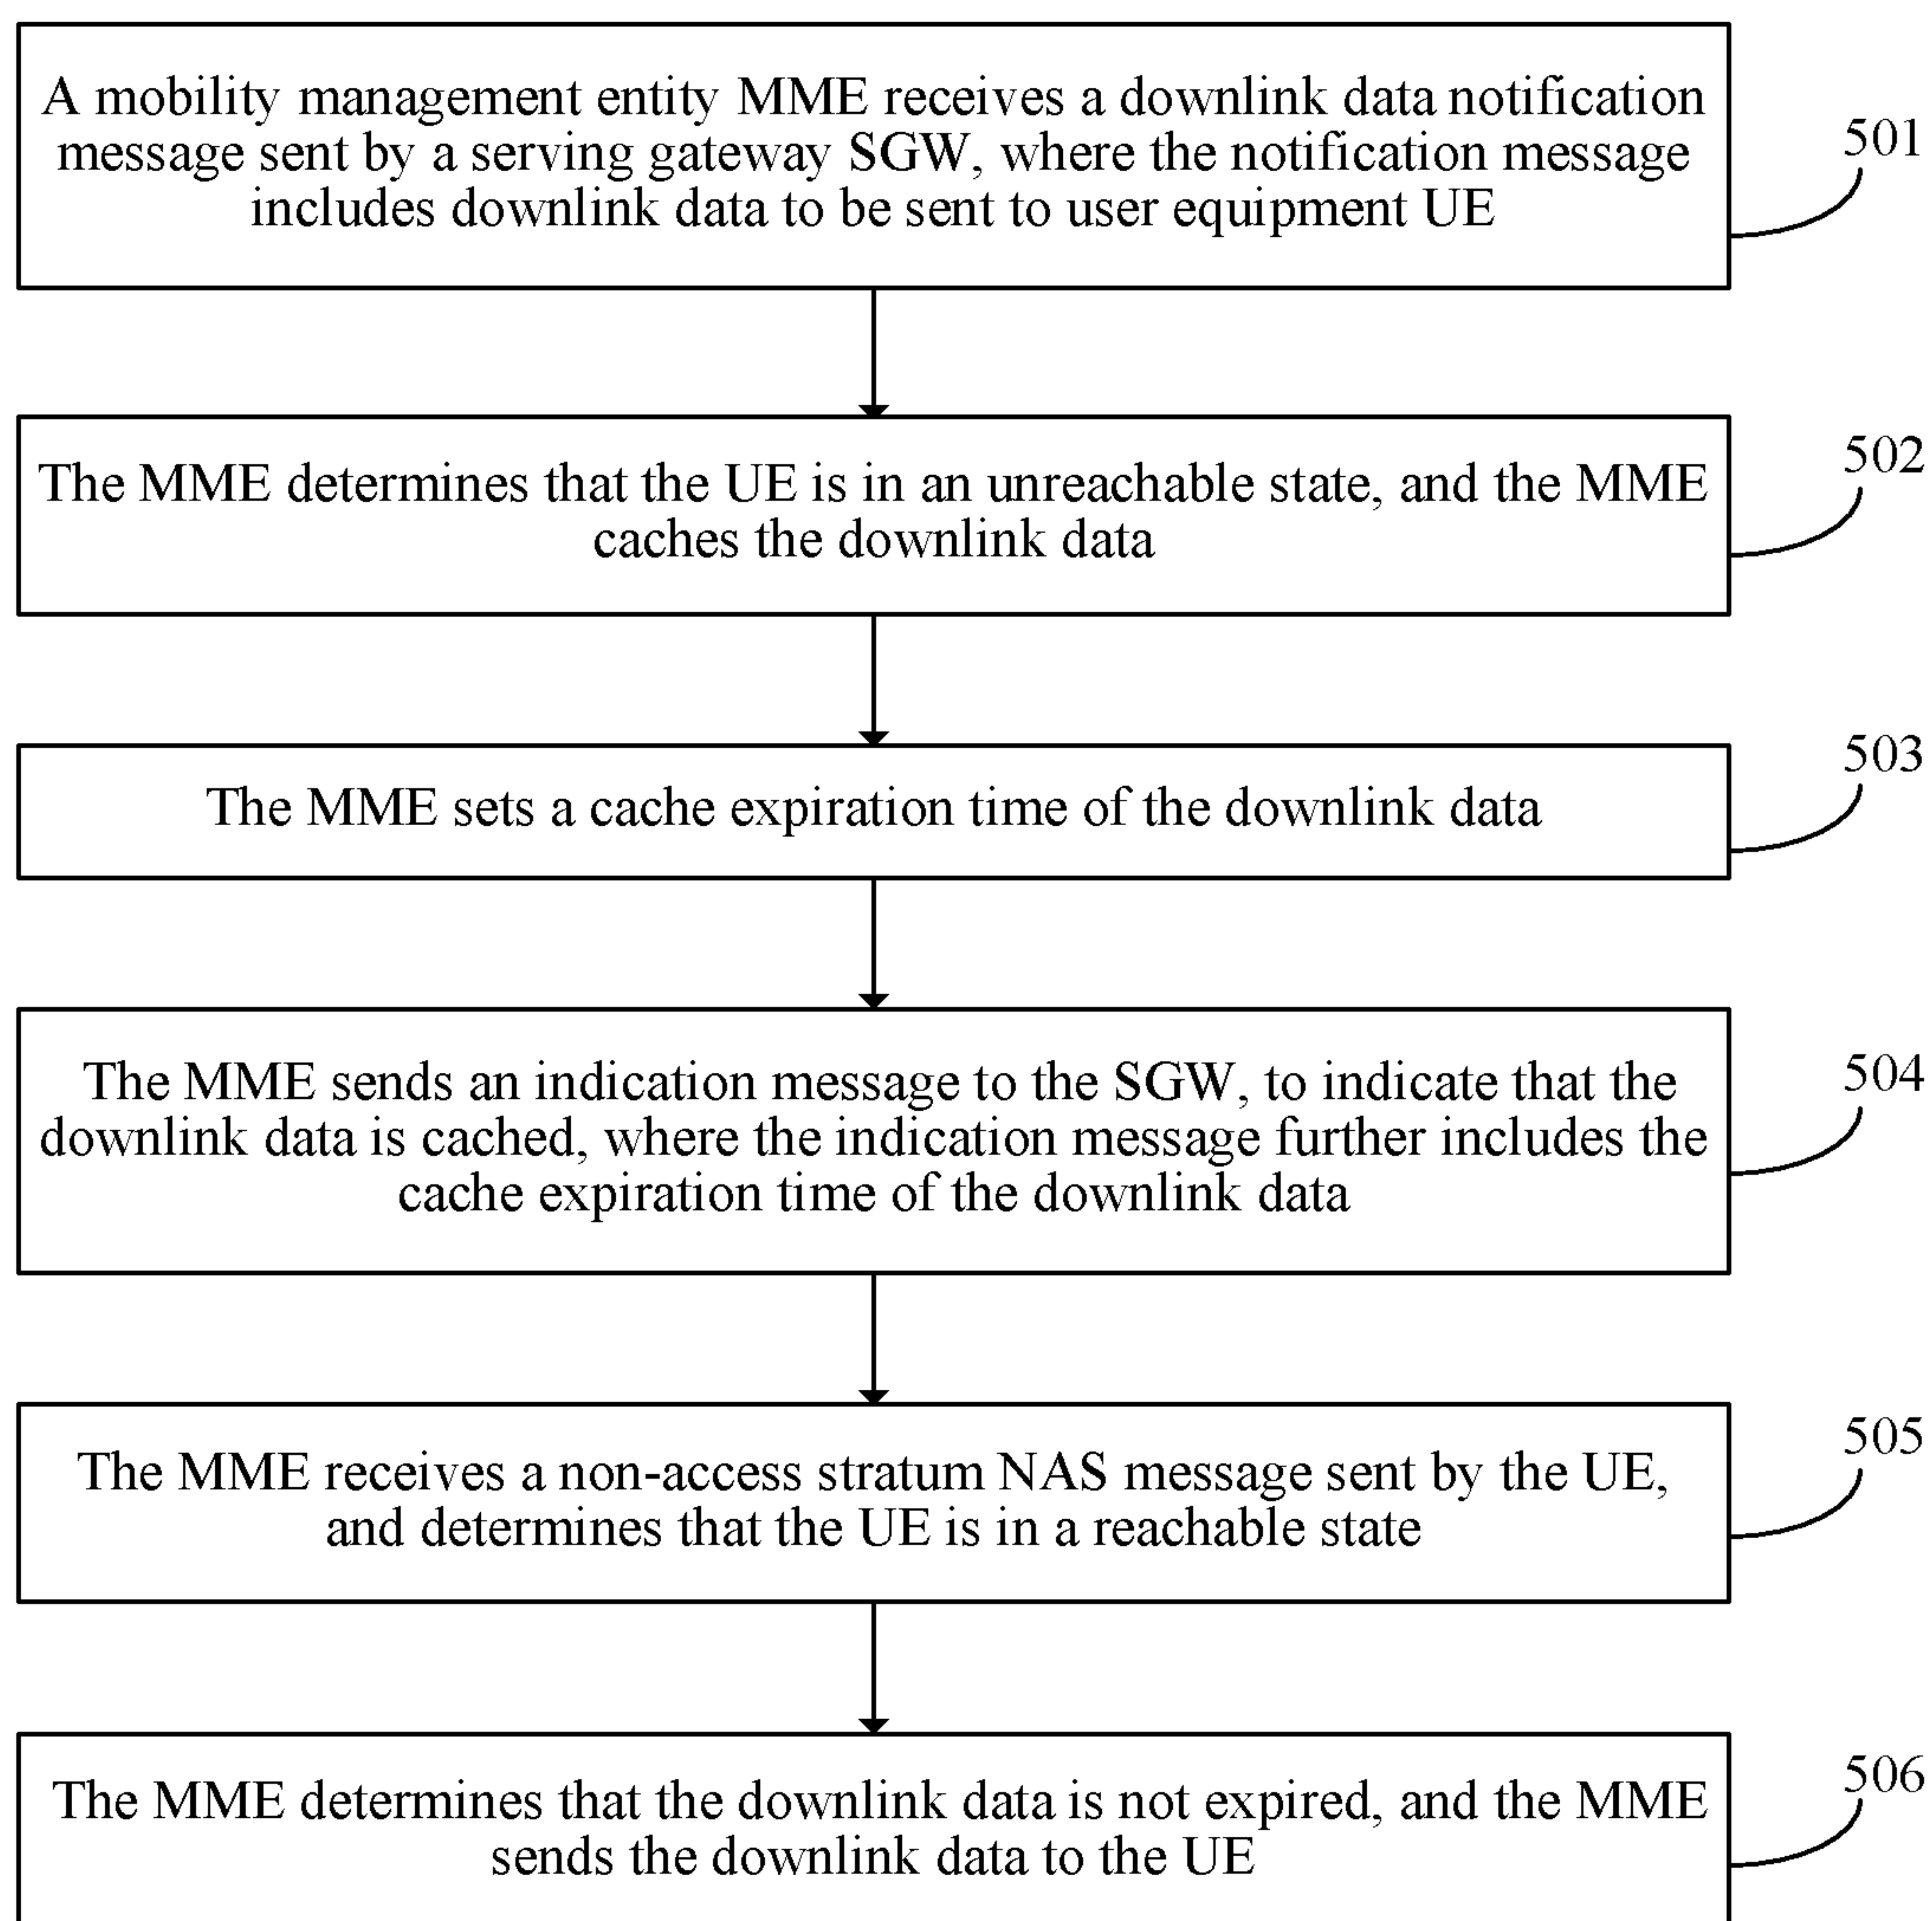 A mobility management entity MME receives a downlink data notification
message sent by a serving gateway SGW, where the notification message
includes downlink data to be sent to user equipment UE
501
The MME determines that the UE is in an unreachable state, and the MME
caches the downlink data
502
The MME sets a cache expiration time of the downlink data
503
The MME sends an indication message to the SGW, to indicate that the
downlink data is cached, where the indication message further includes the
cache expiration time of the downlink data
504
The MME receives a non-access stratum NAS message sent by the UE,
and determines that the UE is in a reachable state
505
The MME determines that the downlink data is not expired, and the MME
sends the downlink data to the UE
506